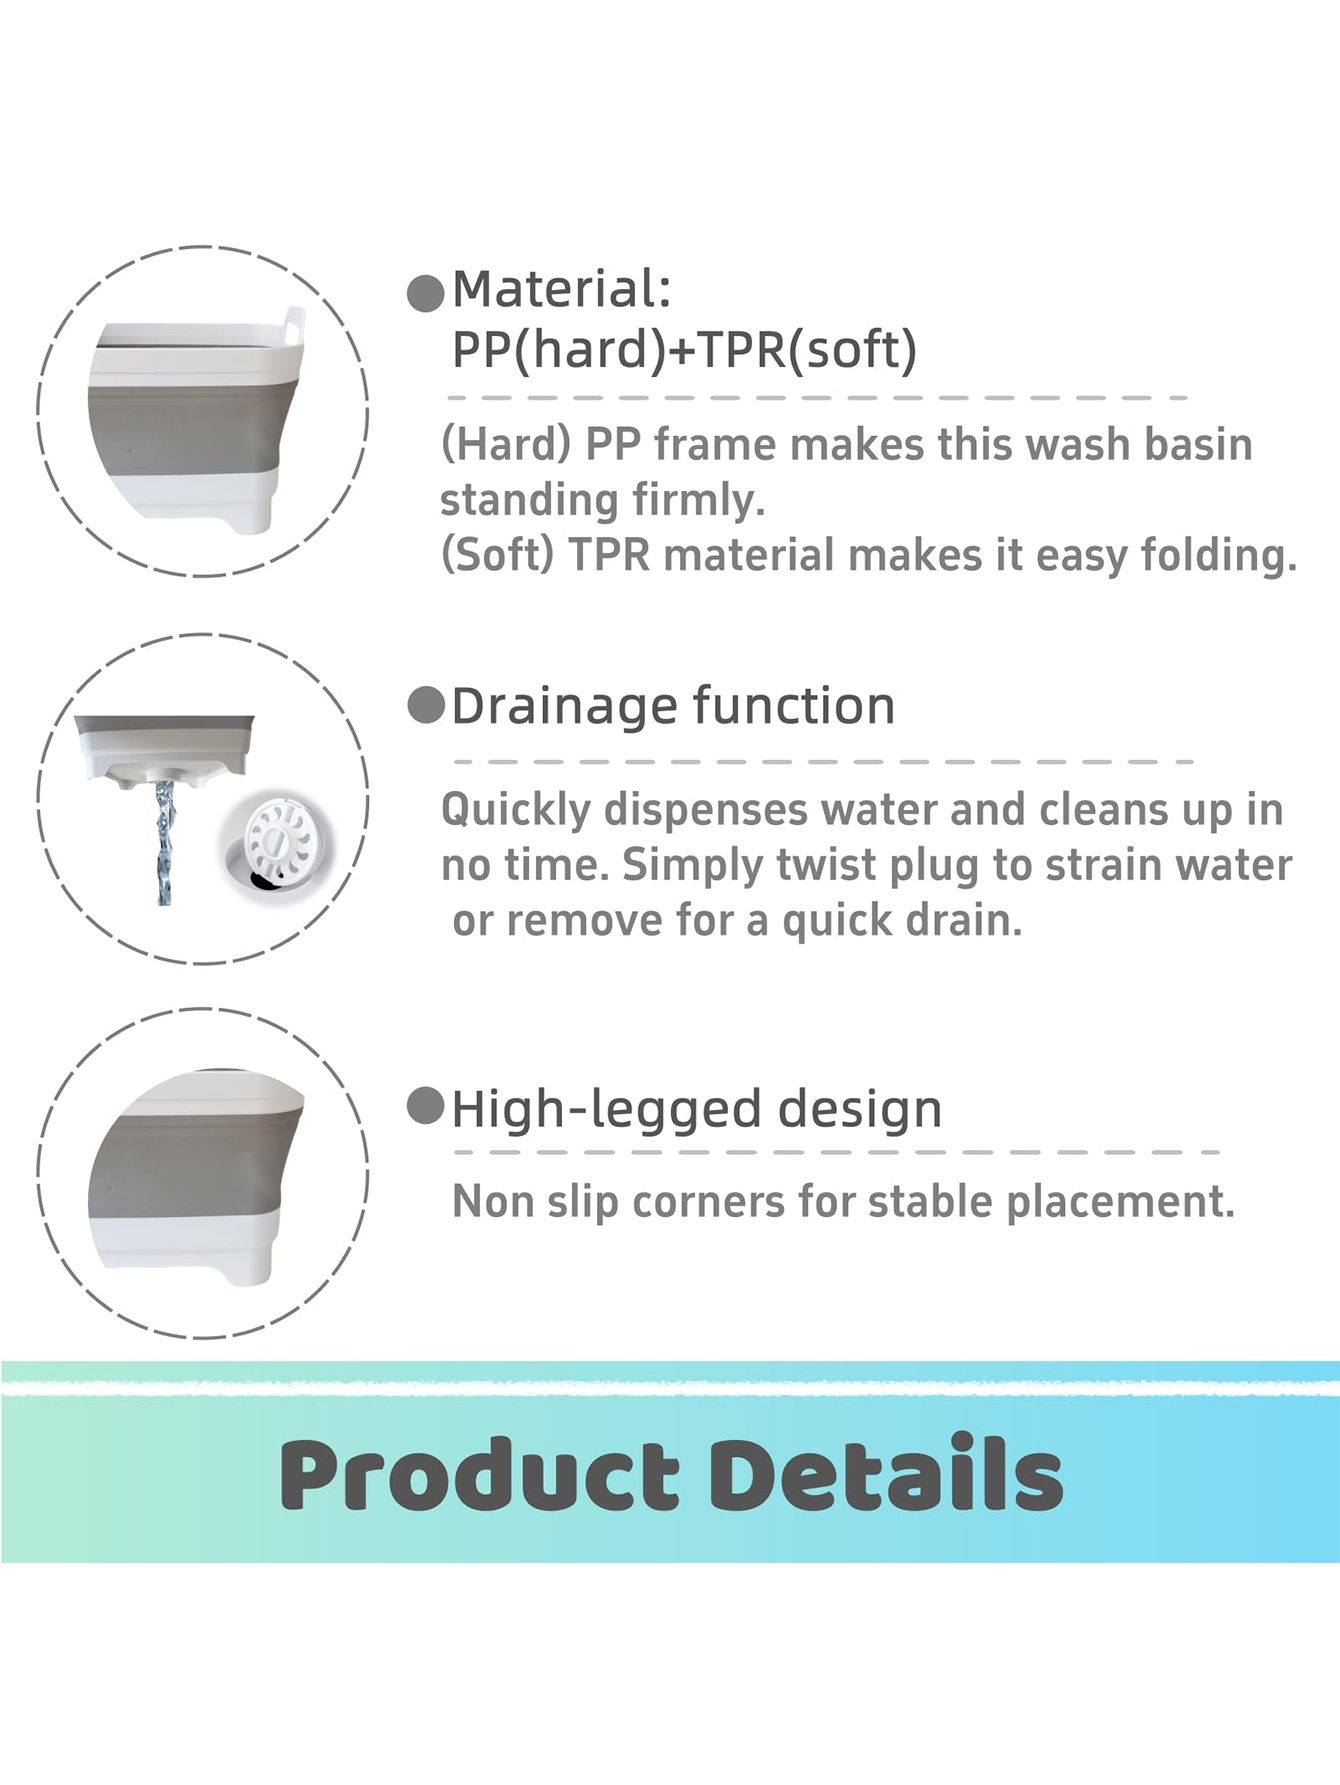 Material:
PP(hard)+TPR(soft)
(Hard) PP frame makes this wash basin
standing firmly.
(Soft) TPR material makes it easy folding.
Drainage function
Quickly dispenses water and cleans up in
no time. Simply twist plug to strain water
or remove for a quick drain.
High-legged design
Non slip corners for stable placement.
Product Details